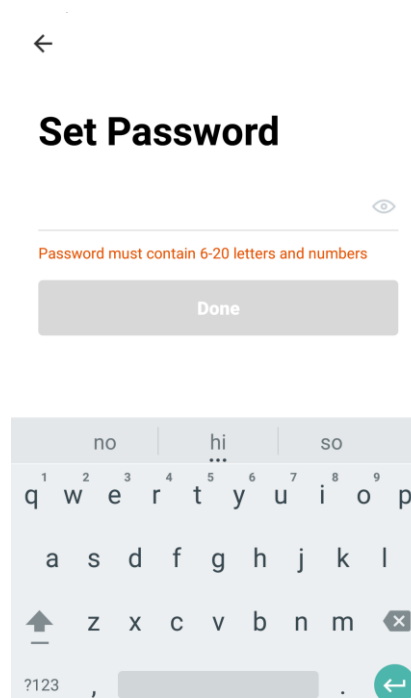 Set Password
Password must contain 6-20 letters and numbers
Done
no hi so
1 2 3 4 5 6 7 8 9
q w e r t y u i o p
a s d f g h j k l
z x c v b n m
?123 , .